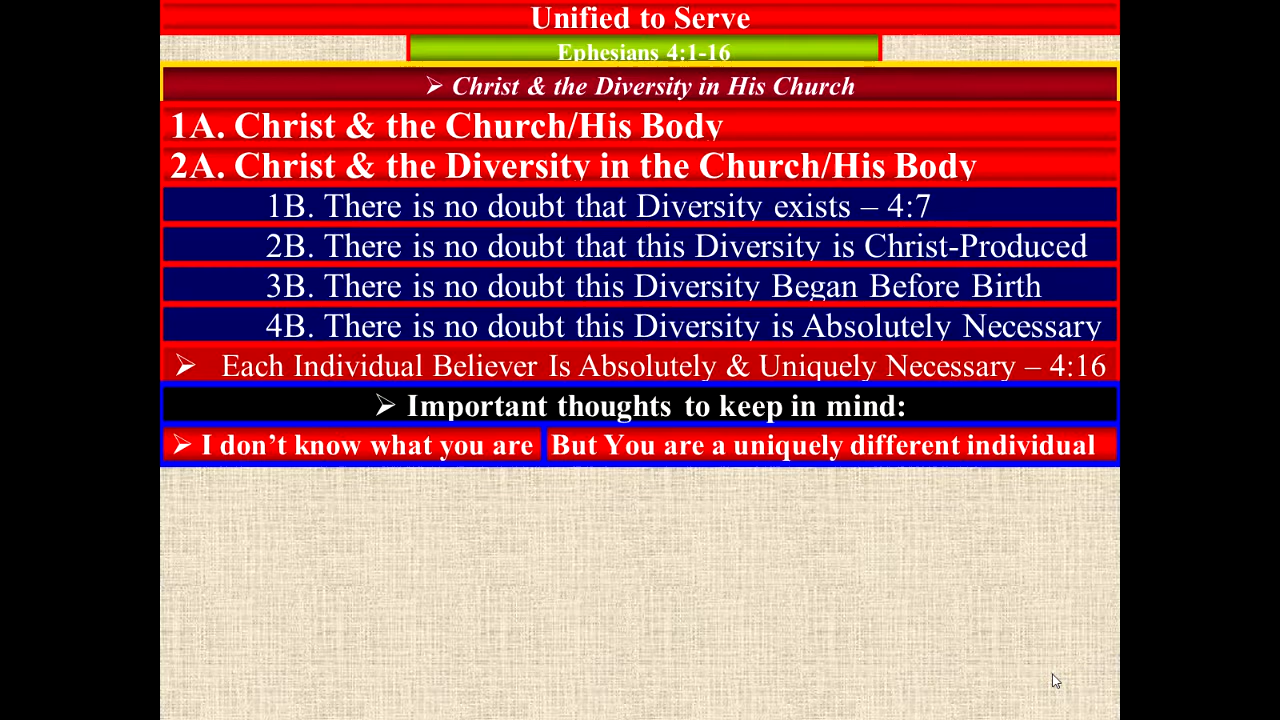 Unified to Serve
Ephesians 4:1-16
➢ Christ & the Diversity in His Church
1A. Christ & the Church/His Body
2A. Christ & the Diversity in the Church/His Body
1B. There is no doubt that Diversity exists – 4:7
2B. There is no doubt that this Diversity is Christ-Produced
3B. There is no doubt this Diversity Began Before Birth
4B. There is no doubt this Diversity is Absolutely Necessary
➢ Each Individual Believer Is Absolutely & Uniquely Necessary – 4:16
➢ Important thoughts to keep in mind:
➢ I don’t know what you are But You are a uniquely different individual